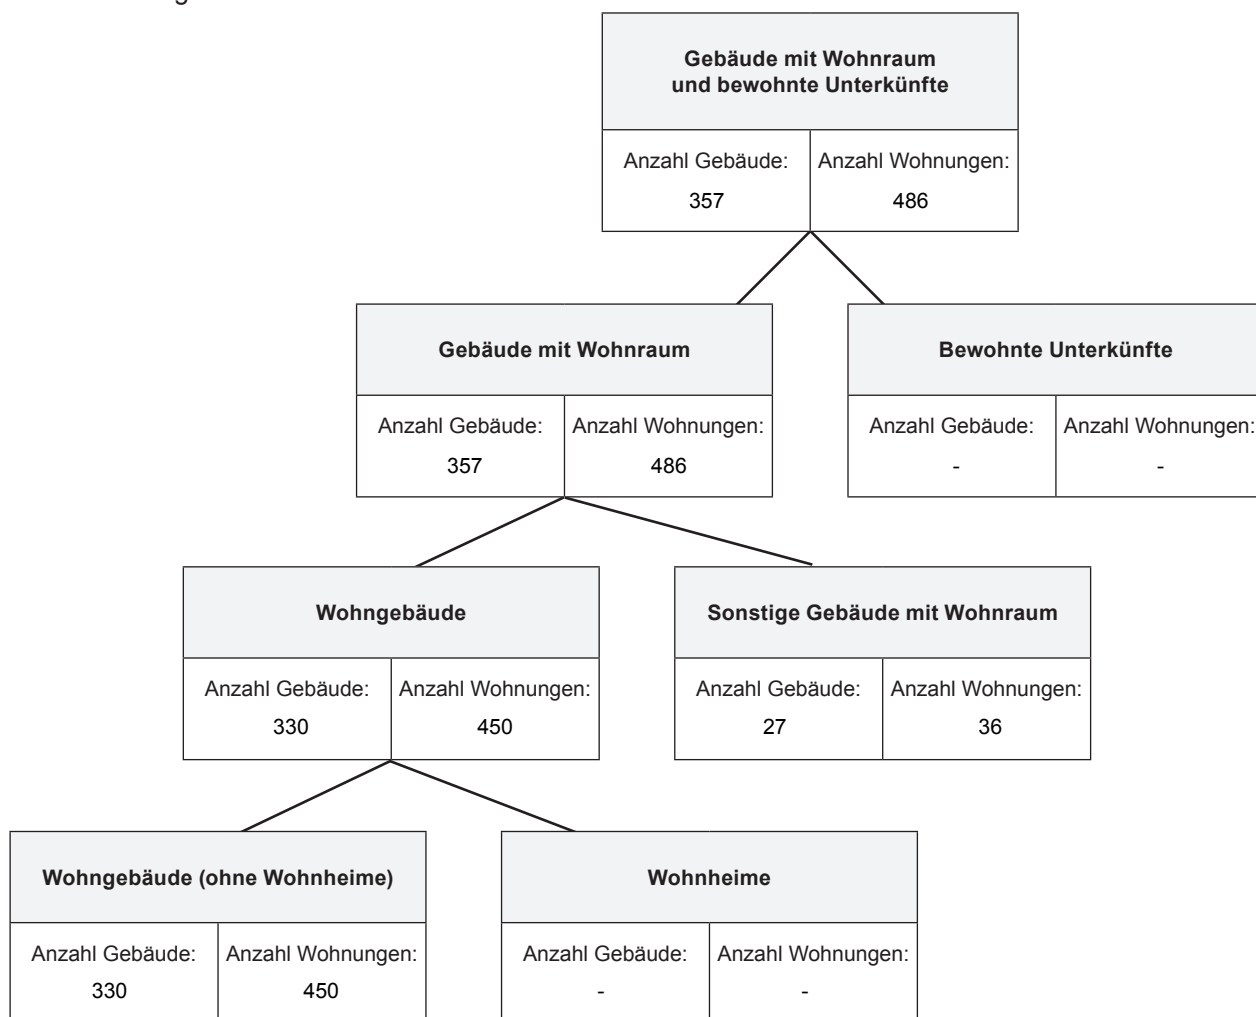 Gebäude mit Wohnraum
und bewohnte Unterkünfte
Anzahl Gebäude: Anzahl Wohnungen:
357 486
Gebäude mit Wohnraum Bewohnte Unterkünfte
Anzahl Gebäude: Anzahl Wohnungen: Anzahl Gebäude: Anzahl Wohnungen:
357 486 - -
Wohngebäude Sonstige Gebäude mit Wohnraum
Anzahl Gebäude: Anzahl Wohnungen: Anzahl Gebäude: Anzahl Wohnungen:
330 450 27 36
Wohngebäude (ohne Wohnheime) Wohnheime
Anzahl Gebäude: Anzahl Wohnungen: Anzahl Gebäude: Anzahl Wohnungen:
330 450 - -